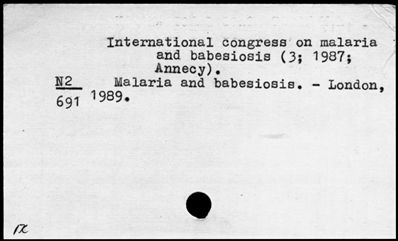 International congress on malaria
and babesiosis (3; 1987;
Annecy).
N2 Malaria and babesiosis. - London,
691 1989.